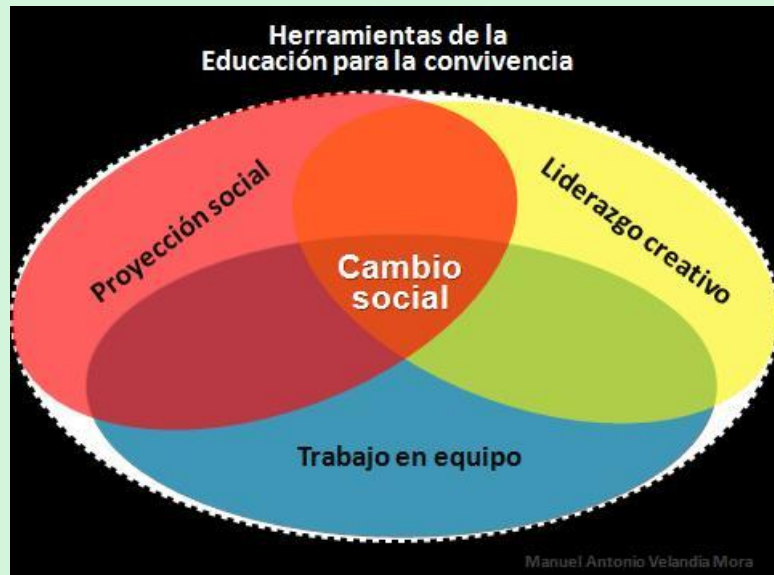 Herramientas de la
Educación para la convivencia
Proyección social
Liderazgo creativo
Cambio
social
Trabajo en equipo
Manuel Antonio Velandia Mora